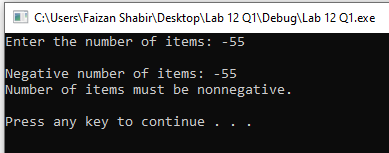 C:\Users\Faizan Shabir\Desktop\Lab 12 Q1\Debug\Lab 12 Q1.exe
Enter the number of items: -55
Negative number of items: -55
Number of items must be nonnegative.
Press any key to continue . . .